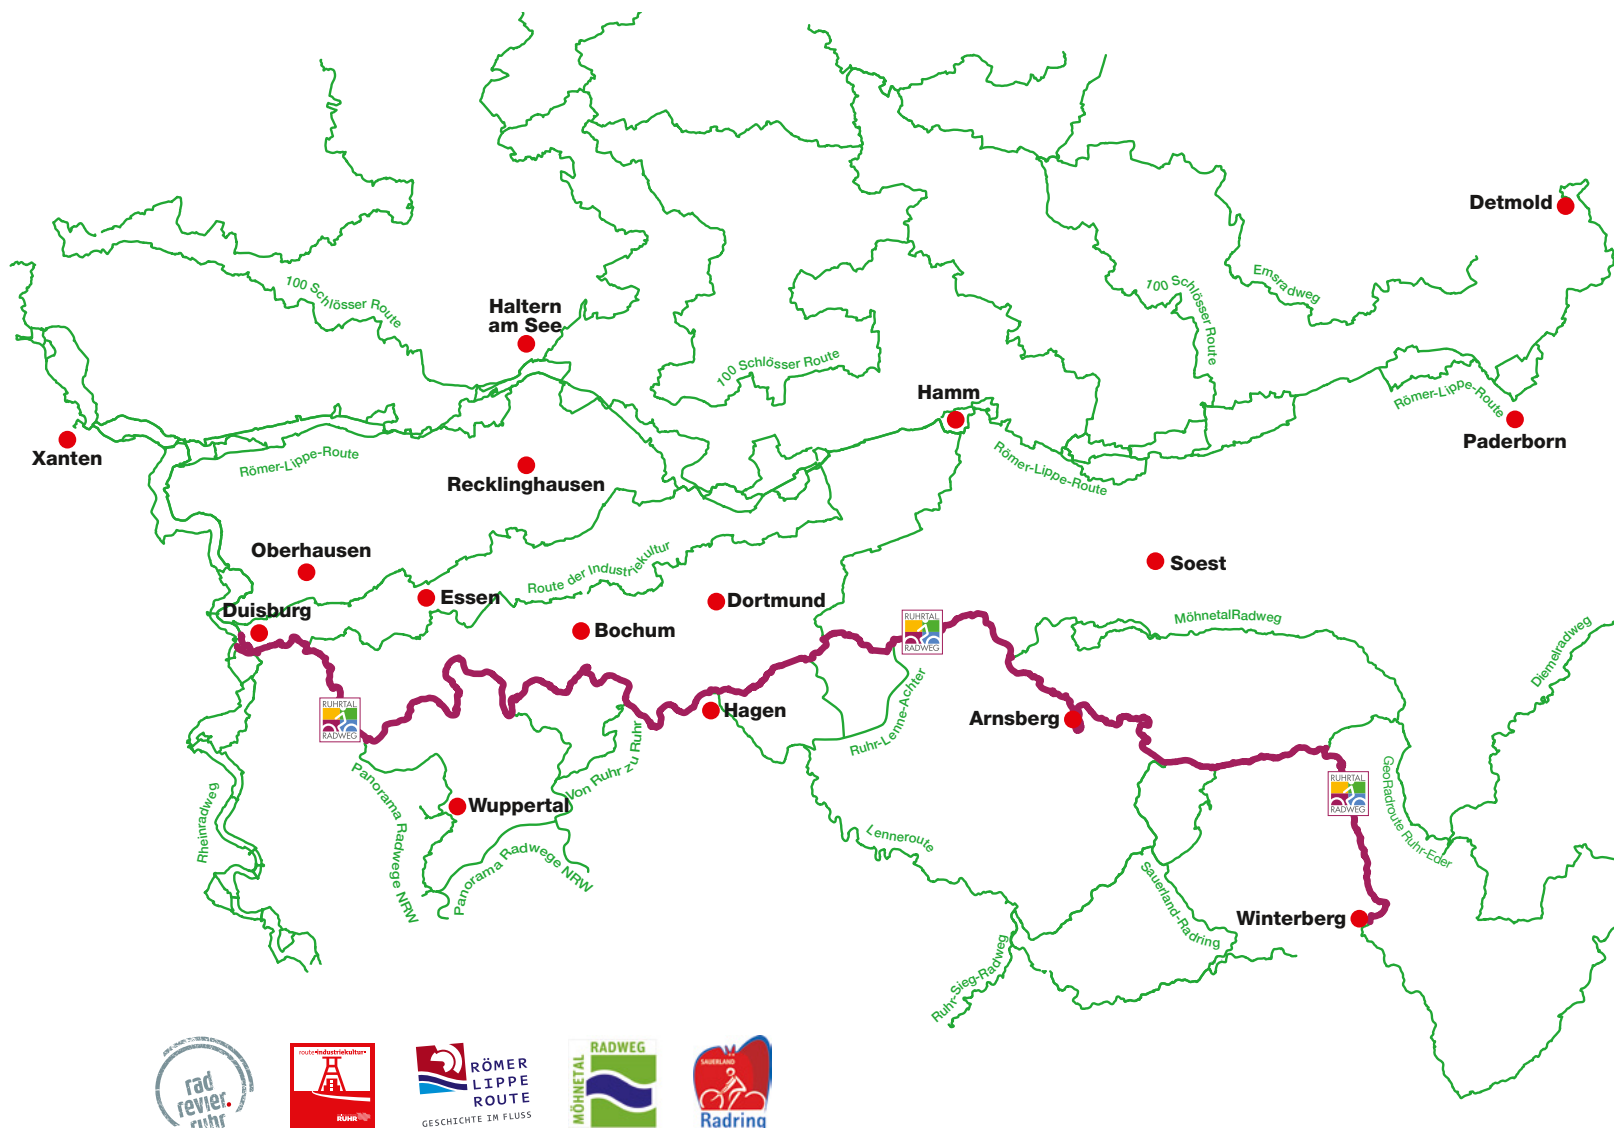 Detmold
Emsradweg
100 Schlösser Route
100 Schlösser Route
Haltern
am See
100 Schlösser Route
Hamm
Römer-Lippe-Route
Paderborn
Xanten
Römer-Lippe-Route
Recklinghausen
Römer-Lippe-Route
Oberhausen
Route der Industriekultur
Soest
Essen
Dortmund
Duisburg
Bochum
MöhnetalRadweg
RUHRTAL
RADWEG
Diemelradweg
RUHRTAL
RADWEG
Hagen
Arnsberg
Ruhr-Lenne-Achter
Von Ruhr zu Ruhr
Panorama Radwege NRW
Wuppertal
RUHRTAL
RADWEG
GeoRadroute Ruhr-Eder
Rheinradweg
Lenneroute
Panorama Radwege NRW
Sauerland-Radring
Winterberg
Ruhr-Sieg-Radweg
rad
revier.
ruhr
route•industriekultur•
RUHR
RÖMER
LIPPE
ROUTE
GESCHICHTE IM FLUSS
MÖHNETAL
RADWEG
SAUERLAND
Radring